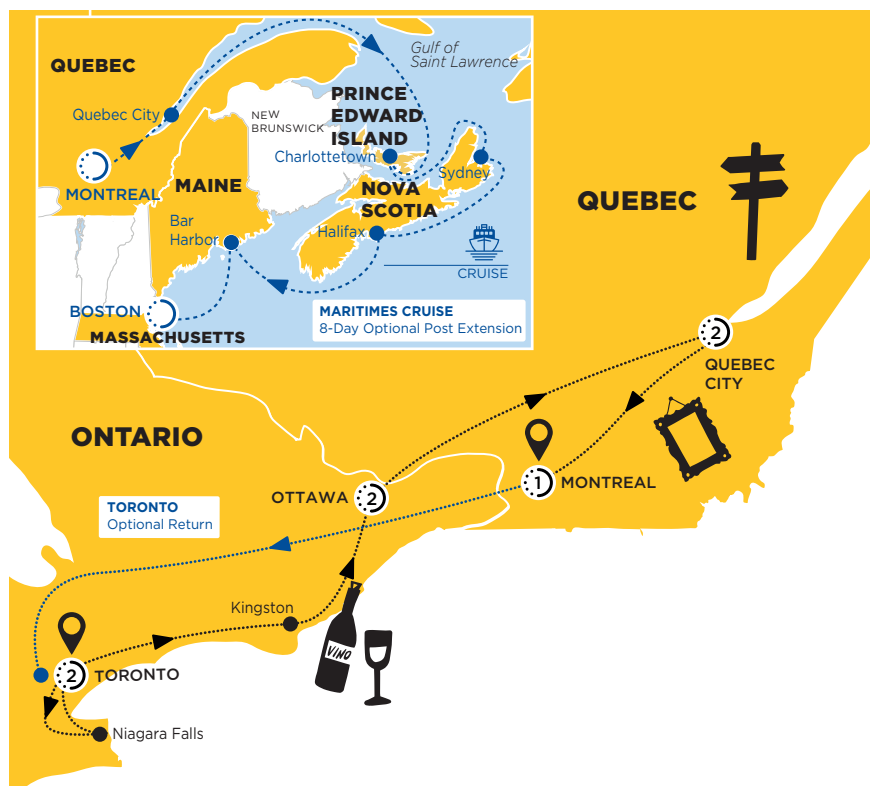 Gulf of
Saint Lawrence
QUEBEC
PRINCE
EDWARD
ISLAND
Quebec City
NEW
BRUNSWICK
Charlottetown
Sydney
MONTREAL
MAINE
NOVA
SCOTIA
Bar
Harbor
Halifax
CRUISE
BOSTON
MASSACHUSETTS
MARITIMES CRUISE
8-Day Optional Post Extension
QUEBEC
2
QUEBEC
CITY
ONTARIO
OTTAWA
2
1
MONTREAL
TORONTO
Optional Return
Kingston
VINO
2
TORONTO
Niagara Falls